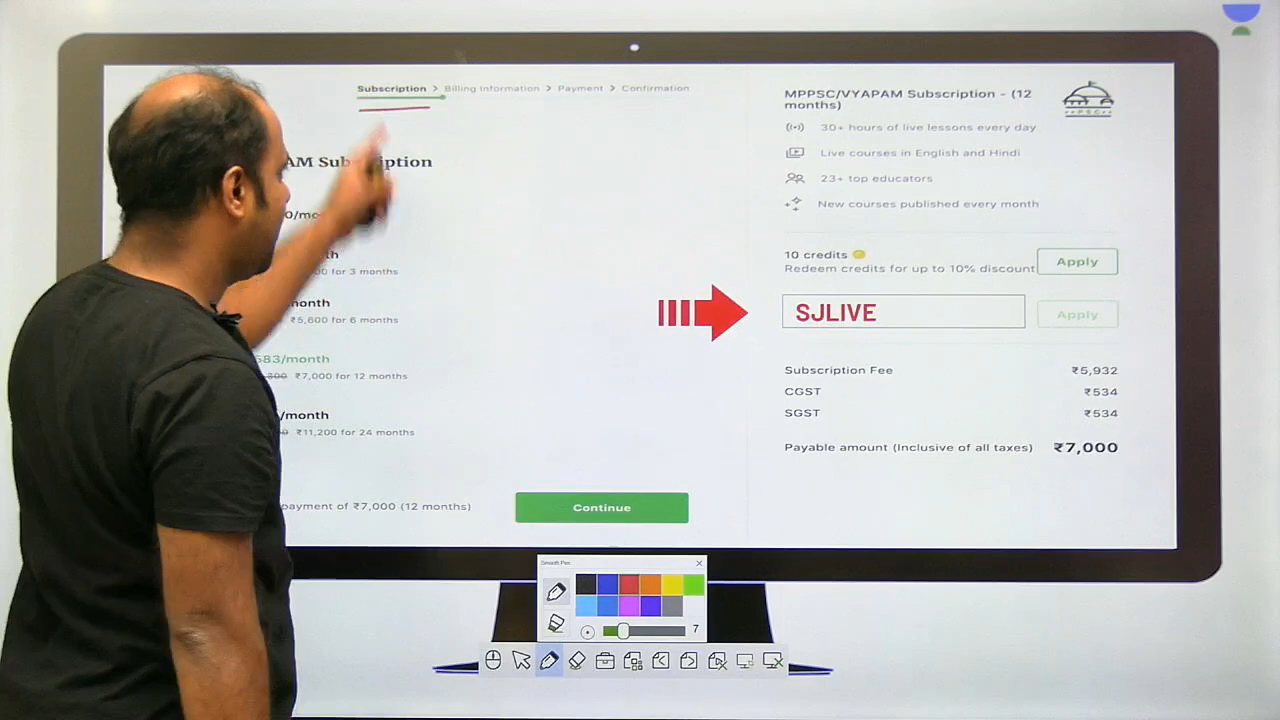 Subscription > Billing Information > Payment > Confirmation
AM Subscription
0/mo
th
00 for 3 months
month
₹5,600 for 6 months
583/month
300 ₹7,000 for 12 months
/month
₹11,200 for 24 months
payment of ₹7,000 (12 months)
Continue
MPPSC/VYAPAM Subscription - (12
months)
PSC
30+ hours of live lessons every day
Live courses in English and Hindi
23+ top educators
New courses published every month
10 credits
Redeem credits for up to 10% discount
Apply
SJLIVE
Apply
Subscription Fee ₹5,932
CGST ₹534
SGST ₹534
Payable amount (Inclusive of all taxes) ₹7,000
Smooth Pen
7